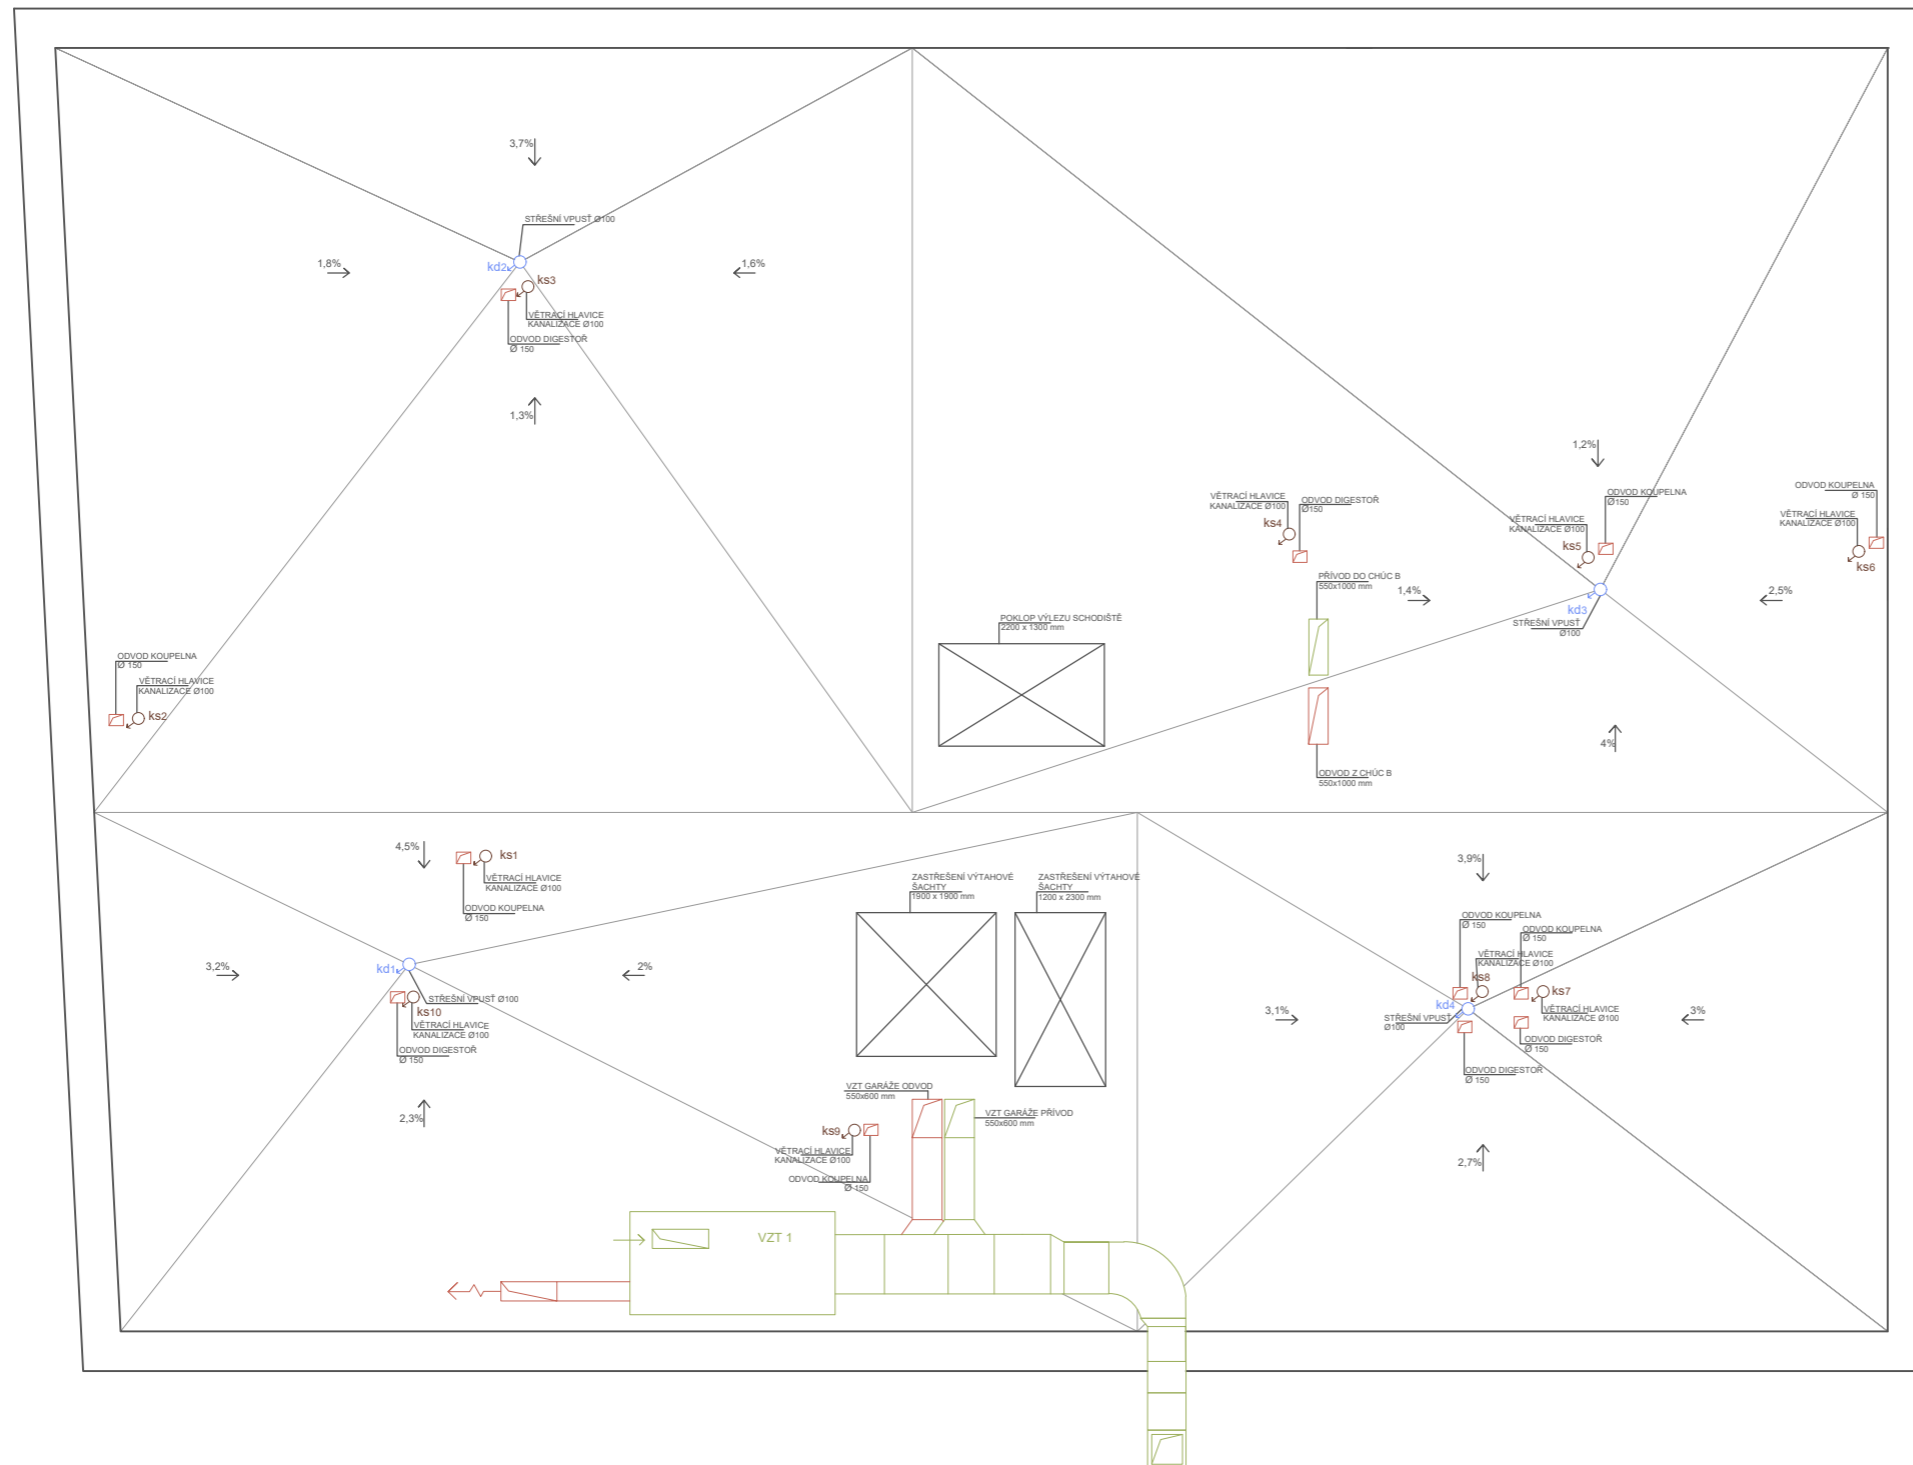 3,7%
STŘEŠNÍ VPUSŤ Ø100
1,8%
kd2
1,6%
ks3
VĚTRACÍ HLAVICE
KANALIZACE Ø100
ODVOD DIGESTOŘ
Ø 150
1,3%
1,2%
ODVOD KOUPELNA
Ø 150
VĚTRACÍ HLAVICE
KANALIZACE Ø100
ks6
VĚTRACÍ HLAVICE
KANALIZACE Ø100
ks4
ODVOD DIGESTOŘ
Ø150
ODVOD KOUPELNA
Ø150
VĚTRACÍ HLAVICE
KANALIZACE Ø100
ks5
PŘÍVOD DO CHÚC B
550x1000 mm
1,4%
2,5%
kd3
STŘEŠNÍ VPUSŤ
Ø100
POKLOP VÝLEZU SCHODIŠTĚ
2200 x 1300 mm
ODVOD KOUPELNA
Ø 150
VĚTRACÍ HLAVICE
KANALIZACE Ø100
ks2
4%
ODVOD Z CHÚC B
550x1000 mm
4,5%
ks1
VĚTRACÍ HLAVICE
KANALIZACE Ø100
ODVOD KOUPELNA
Ø 150
ZASTŘEŠENÍ VÝTAHOVÉ
ŠACHTY
1900 x 1900 mm
ZASTŘEŠENÍ VÝTAHOVÉ
ŠACHTY
1200 x 2300 mm
3,9%
ODVOD KOUPELNA
Ø 150
ODVOD KOUPELNA
Ø 150
VĚTRACÍ HLAVICE
KANALIZACE Ø100
ks8
ks7
VĚTRACÍ HLAVICE
KANALIZACE Ø100
kd4
STŘEŠNÍ VPUSŤ
Ø100
3,1%
3%
ODVOD DIGESTOŘ
Ø 150
ODVOD DIGESTOŘ
Ø 150
3,2%
kd1
2%
STŘEŠNÍ VPUSŤ Ø100
ks10
VĚTRACÍ HLAVICE
KANALIZACE Ø100
ODVOD DIGESTOŘ
Ø 150
2,3%
VZT GARÁŽE ODVOD
550x600 mm
VZT GARÁŽE PŘÍVOD
550x600 mm
ks9
VĚTRACÍ HLAVICE
KANALIZACE Ø100
ODVOD KOUPELNA
Ø 150
2,7%
VZT 1